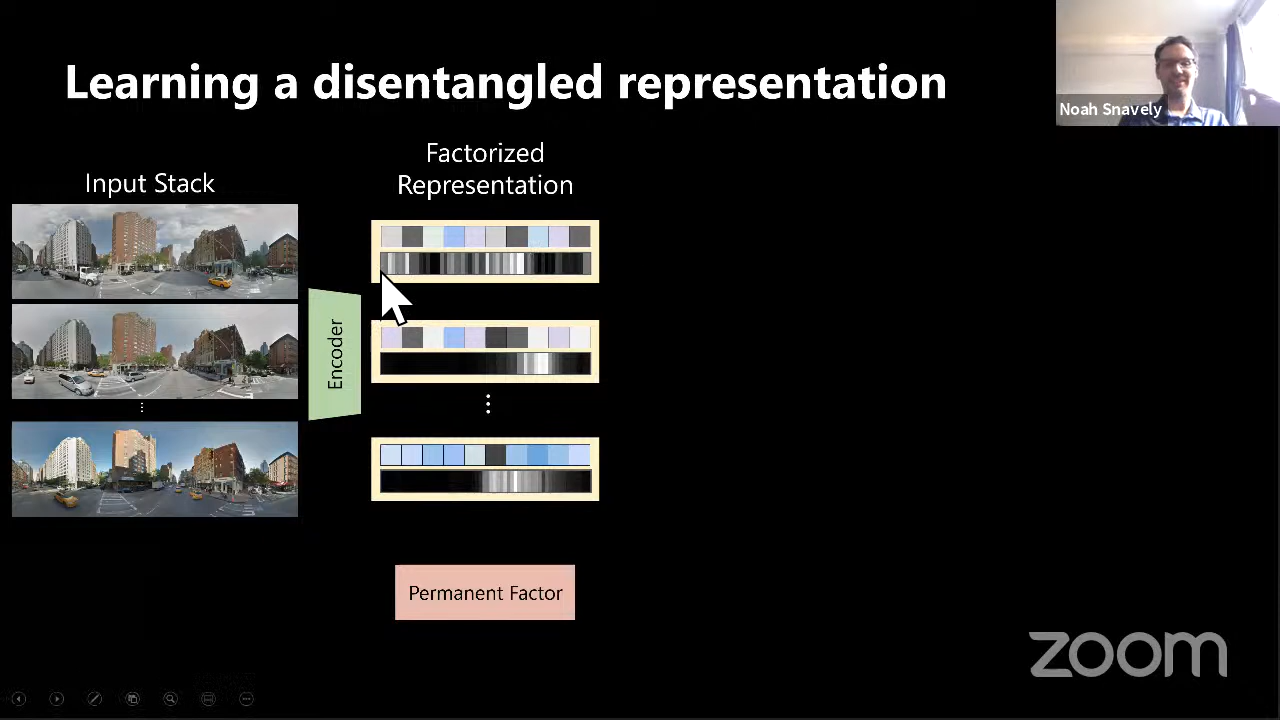 Learning a disentangled representation
Noah Snavely
Factorized
Representation
Input Stack
Encoder
Permanent Factor
zoom